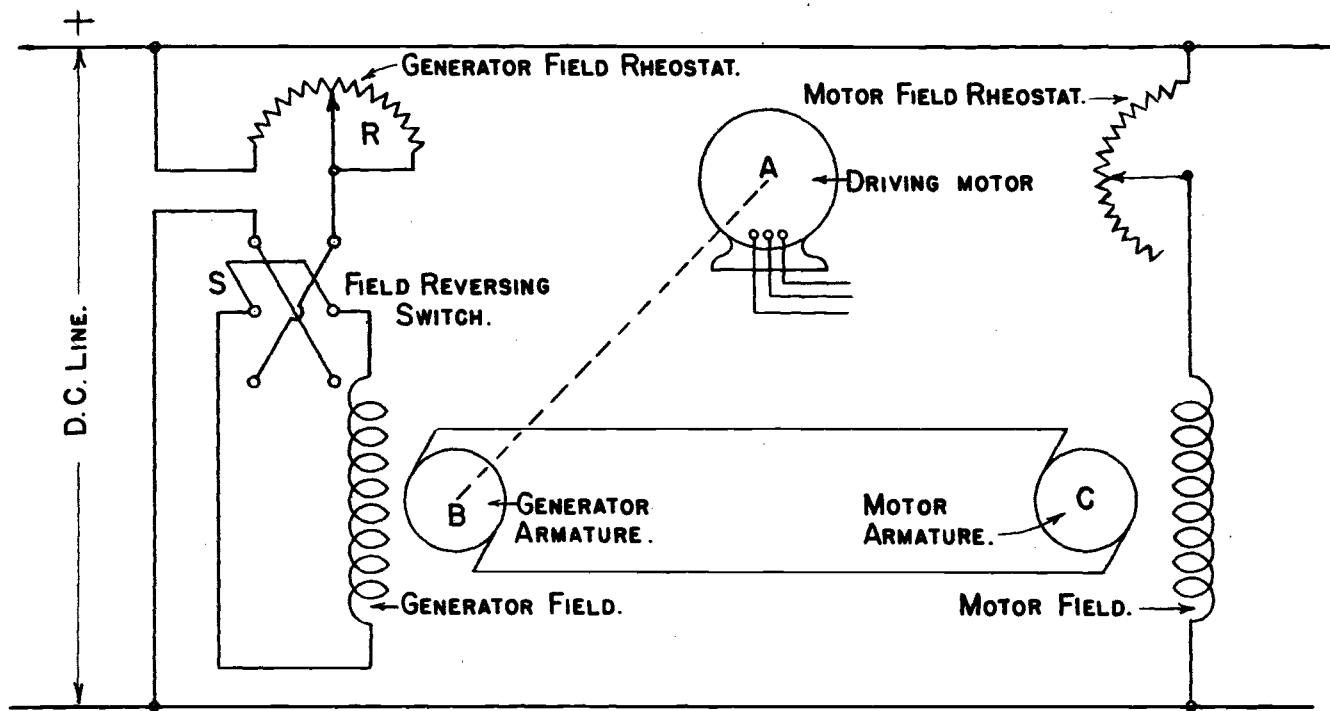 +
GENERATOR FIELD RHEOSTAT.
MOTOR FIELD RHEOSTAT.
R
A
DRIVING MOTOR
S
FIELD REVERSING
SWITCH.
D.C. LINE.
B
GENERATOR
ARMATURE.
MOTOR
ARMATURE.
C
GENERATOR FIELD.
MOTOR FIELD.